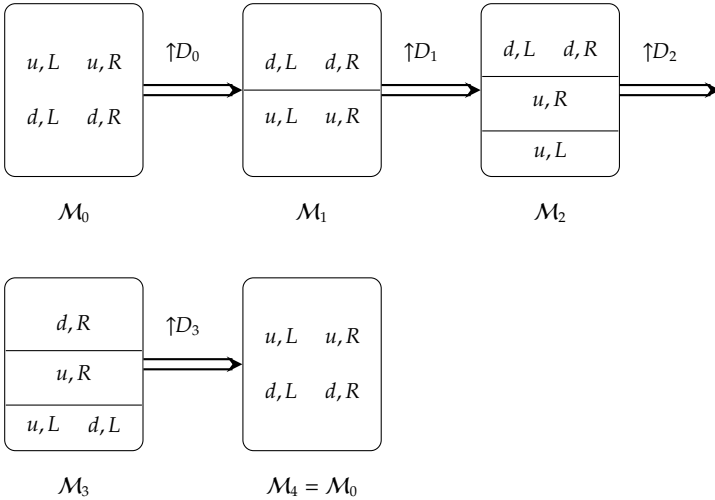 u, L u, R
d, L d, R
ℳ₀
⇑D₀
d, L d, R
u, L u, R
ℳ₁
⇑D₁
d, L d, R
u, R
u, L
ℳ₂
⇑D₂
d, R
u, R
u, L d, L
ℳ₃
⇑D₃
u, L u, R
d, L d, R
ℳ₄ = ℳ₀